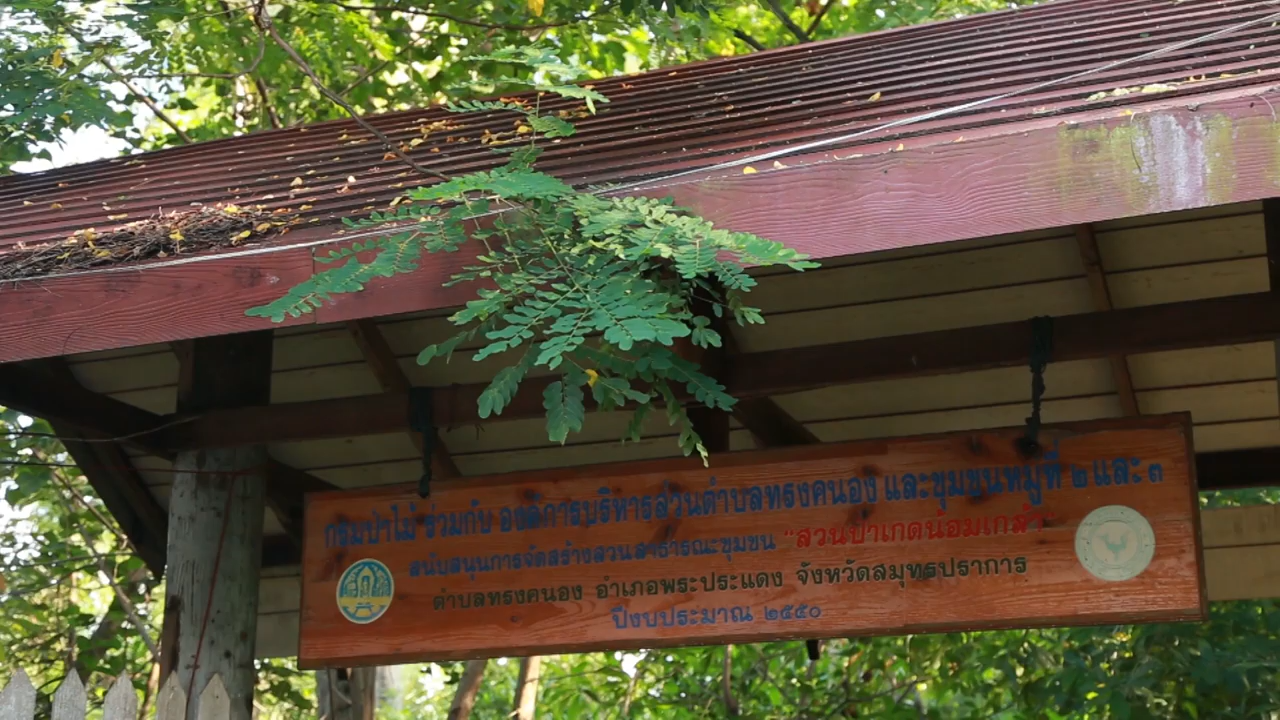 กรมป่าไม้ ร่วมกับ องค์การบริหารส่วนตำบลทรงคนอง และชุมชนหมู่ที่ ๒ และ ๓
สนับสนุนการจัดสร้างสวนสาธารณะชุมชน "สวนป่าเกดน้อมเกล้า"
ตำบลทรงคนอง อำเภอพระประแดง จังหวัดสมุทรปราการ
ปีงบประมาณ ๒๕๕๐